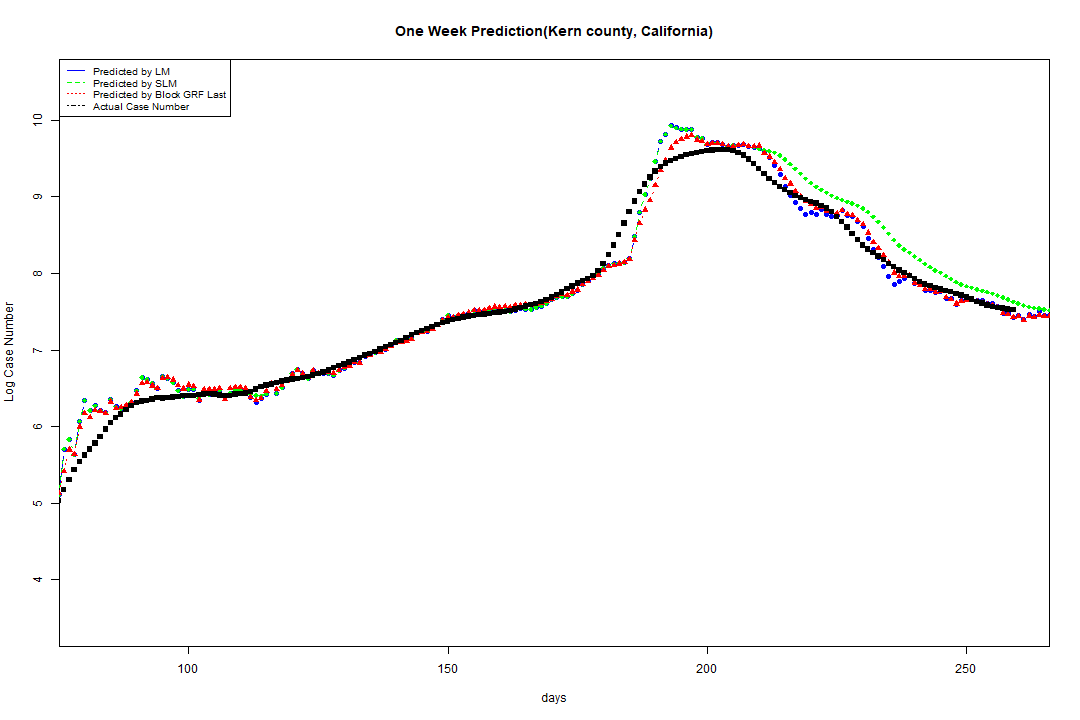 One Week Prediction(Kern county, California)
Predicted by LM
Predicted by SLM
Predicted by Block GRF Last
Actual Case Number
10
9
8
7
6
5
4
Log Case Number
100
150
200
250
days